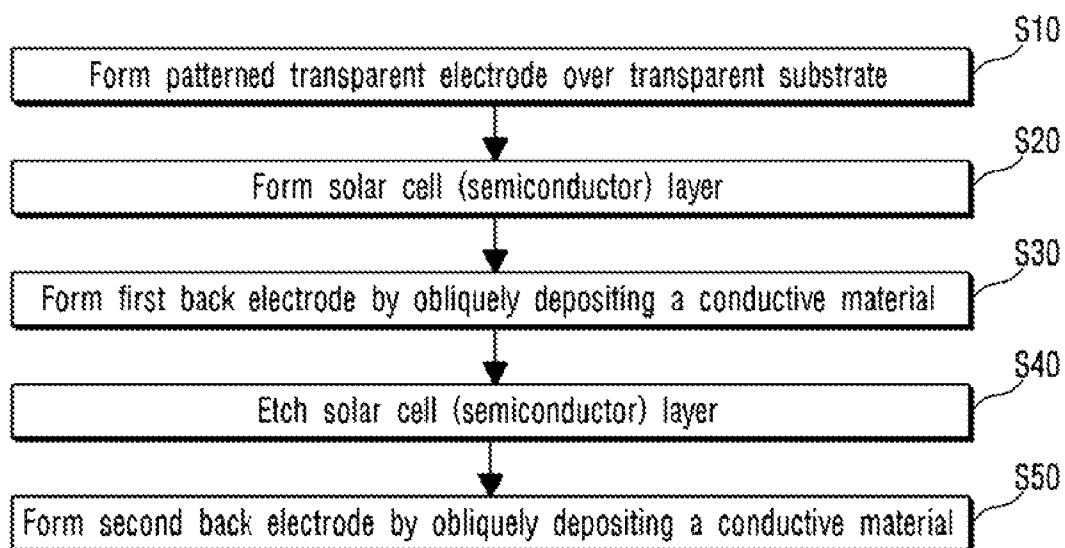 S10
Form patterned transparent electrode over transparent substrate
S20
Form solar cell (semiconductor) layer
S30
Form first back electrode by obliquely depositing a conductive material
S40
Etch solar cell (semiconductor) layer
S50
Form second back electrode by obliquely depositing a conductive material